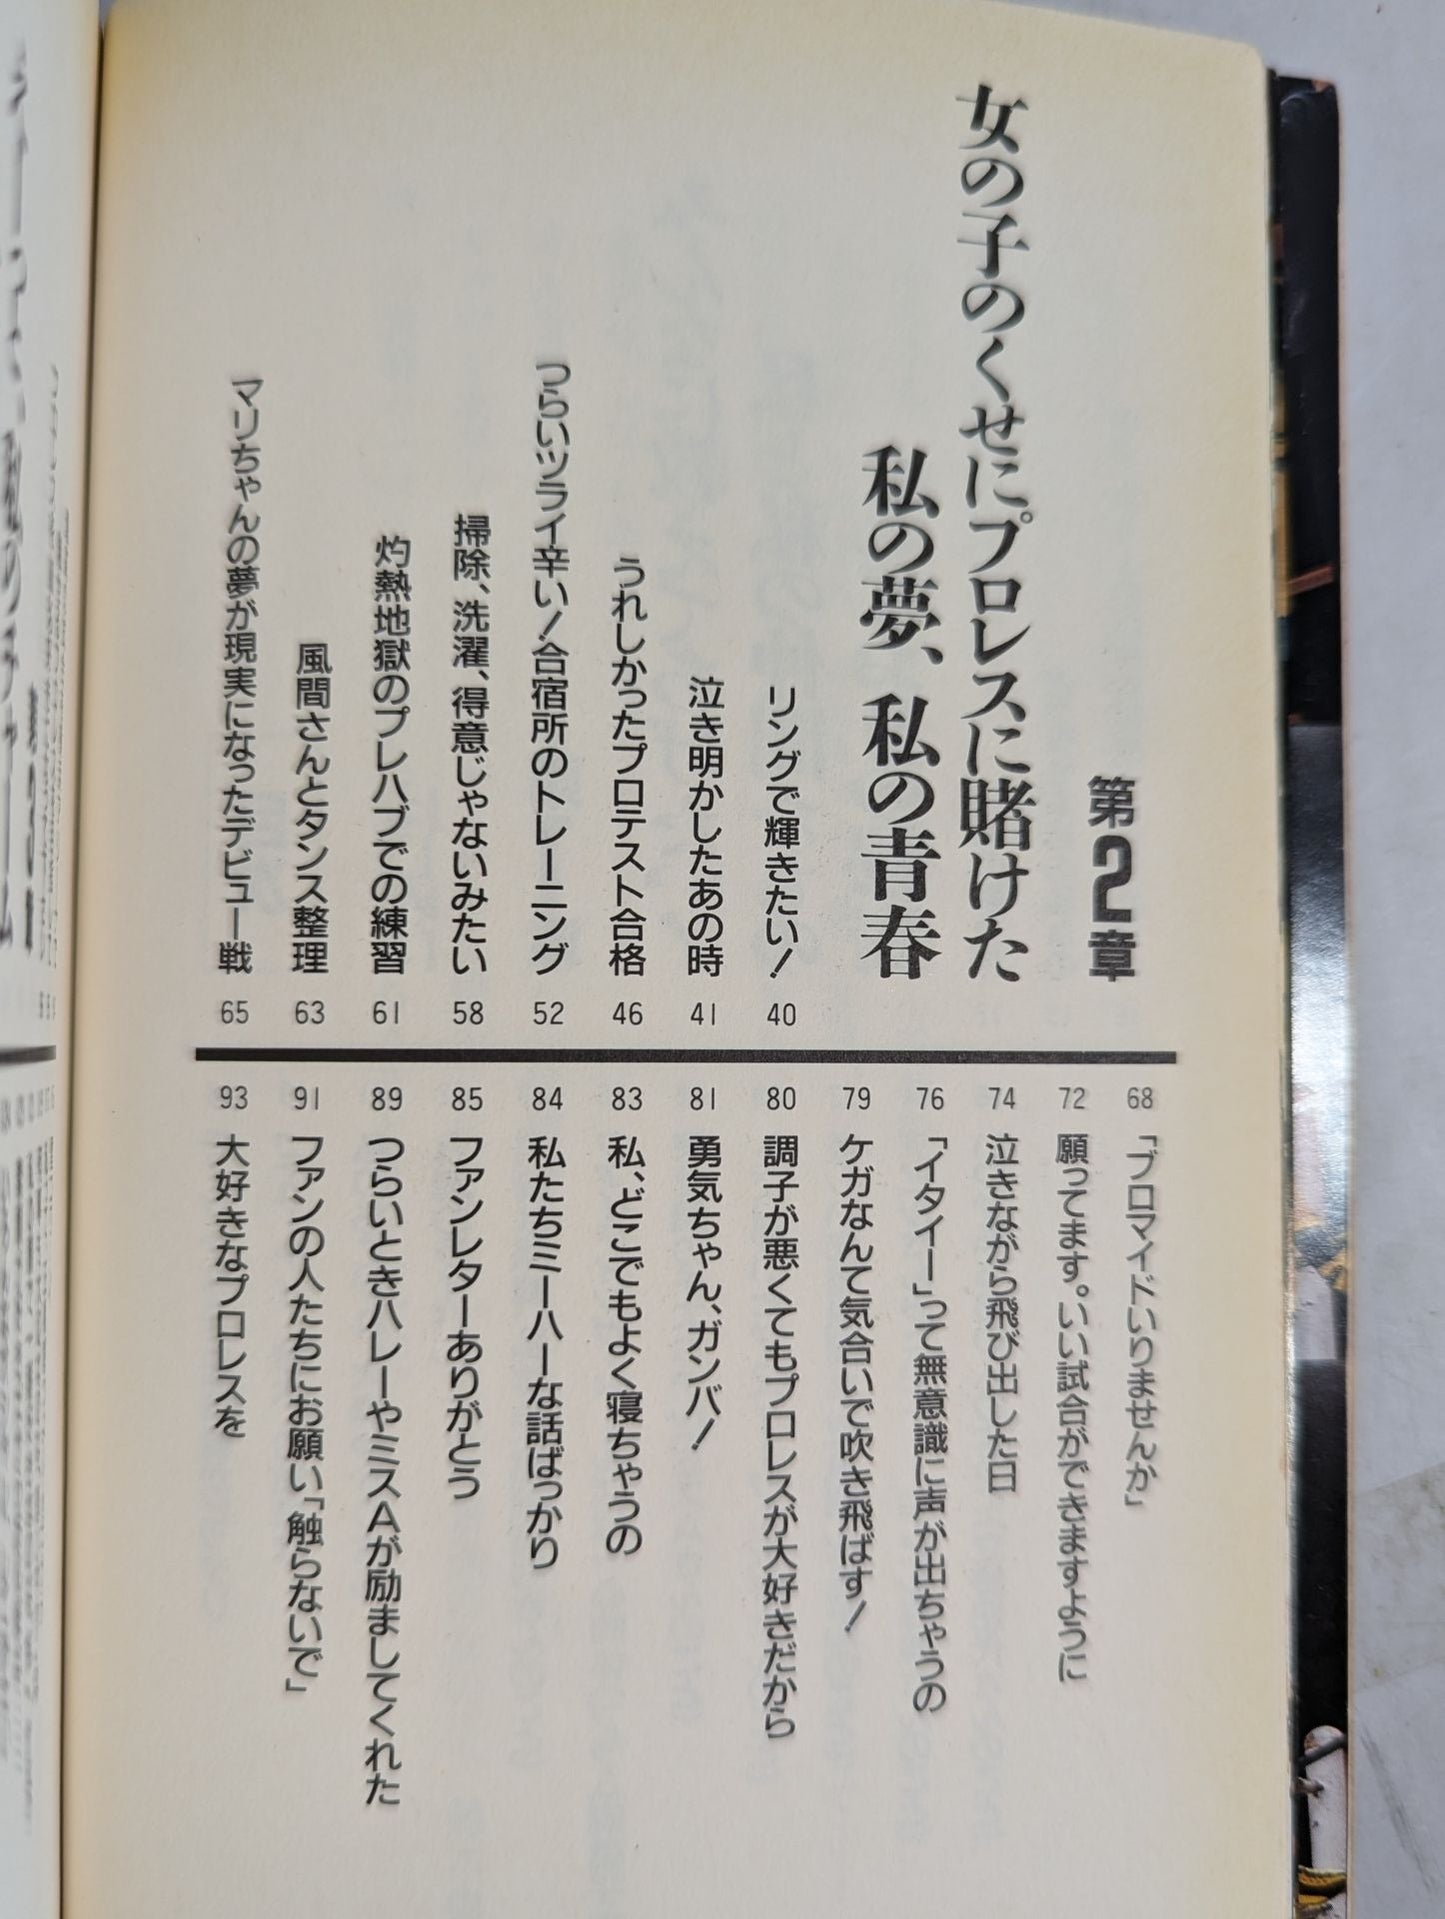 第2章
女の子のくせにプロレスに賭けた
私の夢、私の青春
リングで輝きたい！ 40
泣き明かしたあの時 41
うれしかったプロテスト合格 46
つらいツライ辛い！合宿所のトレーニング 52
掃除、洗濯、得意じゃないみたい 58
灼熱地獄のプレハブでの練習 61
風間さんとタンス整理 63
マリちゃんの夢が現実になったデビュー戦 65
68 「ブロマイドいりませんか」
72 願ってます。いい試合ができますように
74 泣きながら飛び出した日
76 「イタイー」って無意識に声が出ちゃうの
79 ケガなんて気合いで吹き飛ばす！
80 調子が悪くてもプロレスが大好きだから
81 勇気ちゃん、ガンバ！
83 私、どこでもよく寝ちゃうの
84 私たちミーハーな話ばっかり
85 ファンレターありがとう
89 つらいときハレーやミスAが励ましてくれた
91 ファンの人たちにお願い「触らないで」
93 大好きなプロレスを